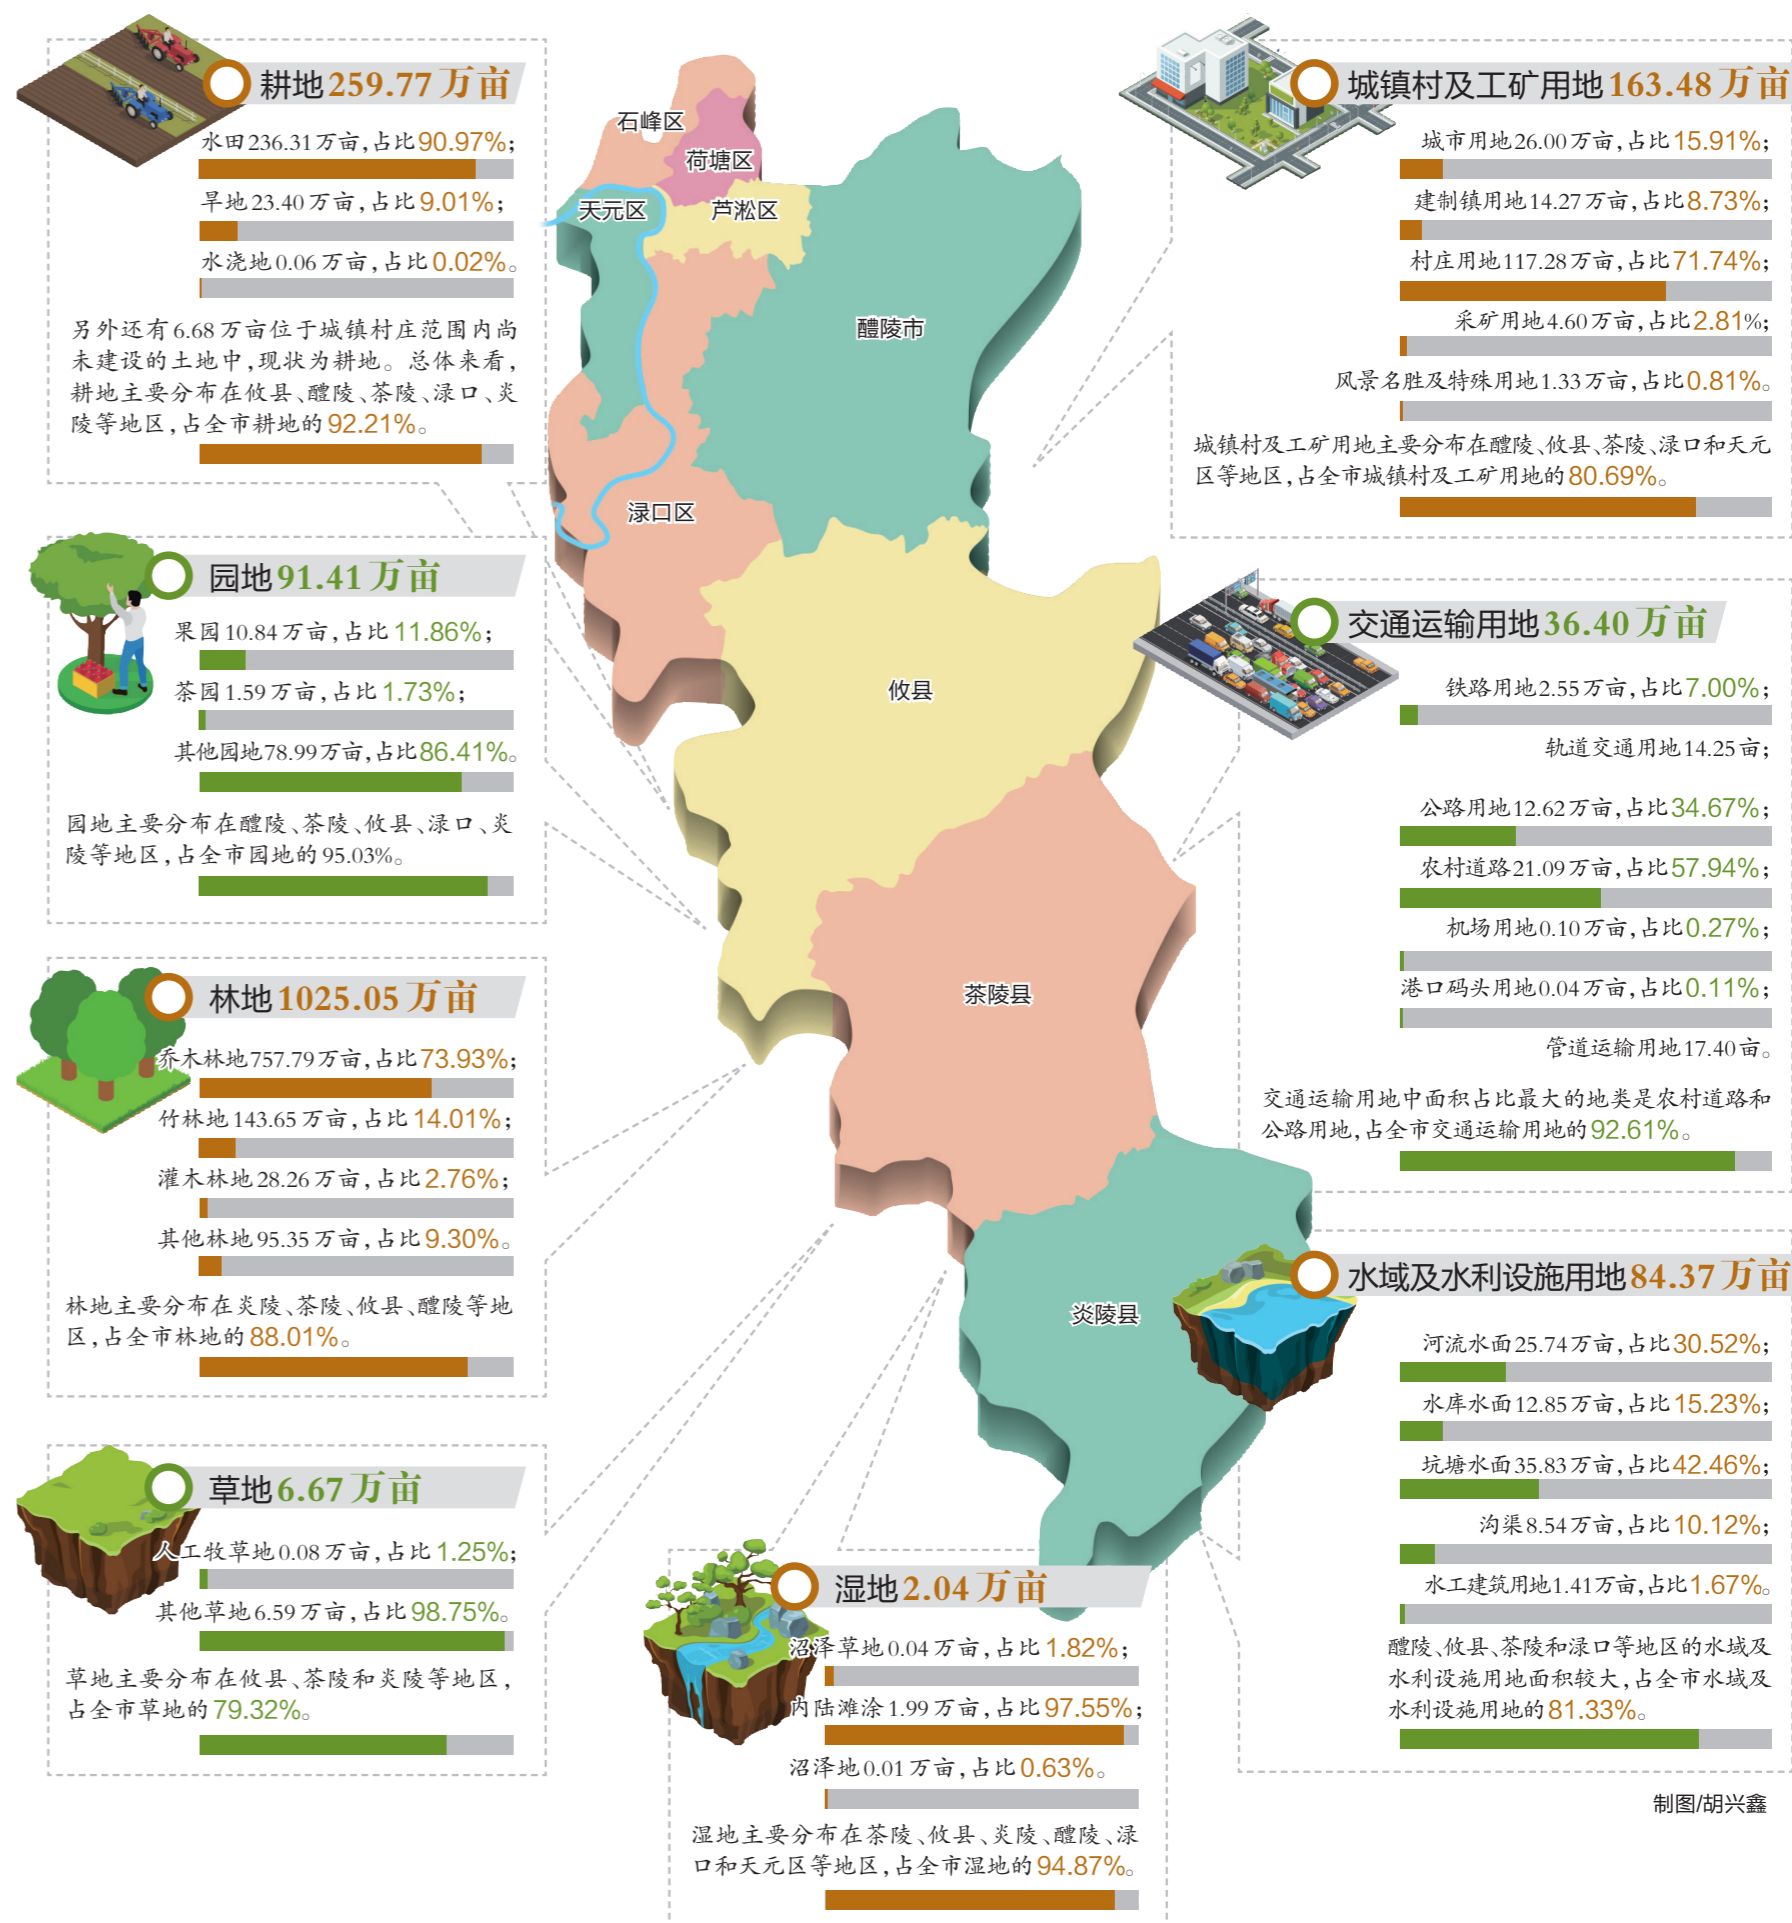 耕地259.77万亩
水田236.31万亩,占比90.97%;
旱地23.40万亩,占比9.01%;
水浇地0.06万亩,占比0.02%。
另外还有6.68万亩位于城镇村庄范围内尚
未建设的土地中,现状为耕地。总体来看,
耕地主要分布在攸县、醴陵、茶陵、渌口、炎
陵等地区,占全市耕地的92.21%。
园地91.41万亩
果园10.84万亩,占比11.86%;
茶园1.59万亩,占比1.73%;
其他园地78.99万亩,占比86.41%。
园地主要分布在醴陵、茶陵、攸县、渌口、炎
陵等地区,占全市园地的95.03%。
林地1025.05万亩
乔木林地757.79万亩,占比73.93%;
竹林地143.65万亩,占比14.01%;
灌木林地28.26万亩,占比2.76%;
其他林地95.35万亩,占比9.30%。
林地主要分布在炎陵、茶陵、攸县、醴陵等地
区,占全市林地的88.01%。
草地6.67万亩
人工牧草地0.08万亩,占比1.25%;
其他草地6.59万亩,占比98.75%。
草地主要分布在攸县、茶陵和炎陵等地区,
占全市草地的79.32%。
石峰区
荷塘区
天元区
芦淞区
醴陵市
渌口区
攸县
茶陵县
炎陵县
湿地2.04万亩
沼泽草地0.04万亩,占比1.82%;
内陆滩涂1.99万亩,占比97.55%;
沼泽地0.01万亩,占比0.63%。
湿地主要分布在茶陵、攸县、炎陵、醴陵、渌
口和天元区等地区,占全市湿地的94.87%。
城镇村及工矿用地163.48万亩
城市用地26.00万亩,占比15.91%;
建制镇用地14.27万亩,占比8.73%;
村庄用地117.28万亩,占比71.74%;
采矿用地4.60万亩,占比2.81%;
风景名胜及特殊用地1.33万亩,占比0.81%。
城镇村及工矿用地主要分布在醴陵、攸县、茶陵、渌口和天元
区等地区,占全市城镇村及工矿用地的80.69%。
交通运输用地36.40万亩
铁路用地2.55万亩,占比7.00%;
轨道交通用地14.25亩;
公路用地12.62万亩,占比34.67%;
农村道路21.09万亩,占比57.94%;
机场用地0.10万亩,占比0.27%;
港口码头用地0.04万亩,占比0.11%;
管道运输用地17.40亩。
交通运输用地中面积占比最大的地类是农村道路和
公路用地,占全市交通运输用地的92.61%。
水域及水利设施用地84.37万亩
河流水面25.74万亩,占比30.52%;
水库水面12.85万亩,占比15.23%;
坑塘水面35.83万亩,占比42.46%;
沟渠8.54万亩,占比10.12%;
水工建筑用地1.41万亩,占比1.67%。
醴陵、攸县、茶陵和渌口等地区的水域及
水利设施用地面积较大,占全市水域及
水利设施用地的81.33%。
制图/胡兴鑫